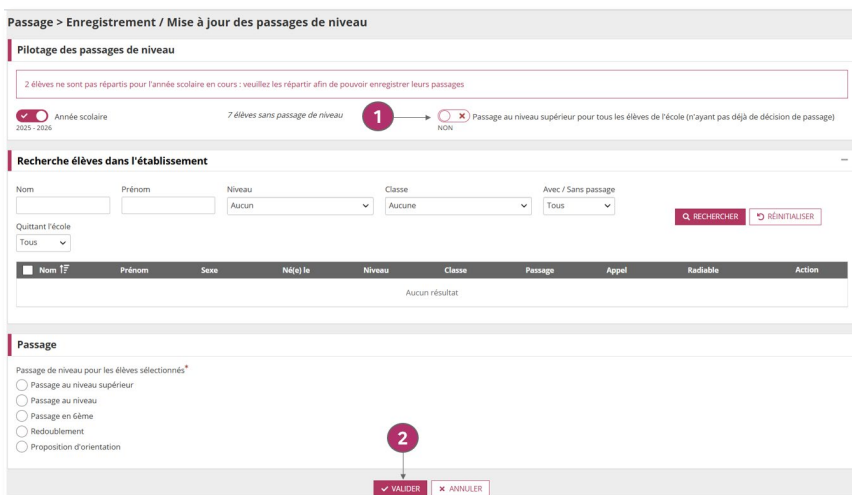 Passage > Enregistrement / Mise à jour des passages de niveau
Pilotage des passages de niveau
2 élèves ne sont pas répartis pour l'année scolaire en cours : veuillez les répartir afin de pouvoir enregistrer leurs passages
Année scolaire
2025 - 2026
7 élèves sans passage de niveau
1
NON
Passage au niveau supérieur pour tous les élèves de l'école (n'ayant pas déjà de décision de passage)
Recherche élèves dans l'établissement
Nom Prénom Niveau Classe Avec / Sans passage
Aucun Aucune Tous
RECHERCHER RÉINITIALISER
Quittant l'école
Tous
Nom Prénom Sexe Né(e) le Niveau Classe Passage Appel Radiable Action
Aucun résultat
Passage
Passage de niveau pour les élèves sélectionnés*
Passage au niveau supérieur
Passage au niveau
Passage en 6ème
Redoublement
Proposition d'orientation
2
VALIDER ANNULER